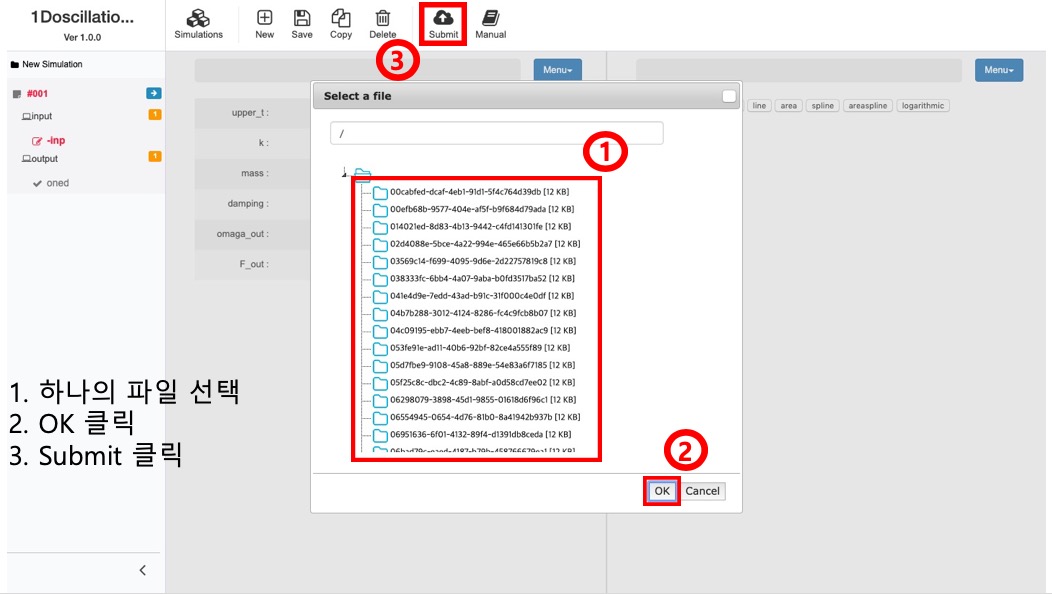 1Doscillatio...
Ver 1.0.0
Simulations
New
Save
Copy
Delete
Submit
Manual
3
New Simulation
#001
input
1
-inp
output
1
oned
Menu
Menu
upper_t :
k :
mass :
damping :
omaga_out :
F_out :
line
area
spline
areaspline
logarithmic
Select a file
/
1
00cabfed-dcaf-4eb1-91d1-5f4c764d39db [12 KB]
00efb68b-9577-404e-af5f-b9f684d79ada [12 KB]
014021ed-8d83-4b13-9442-c4fd141301fe [12 KB]
02d4088e-5bce-4a22-994e-465e66b5b2a7 [12 KB]
03569c14-f699-4095-9d6e-2d22757819c8 [12 KB]
038333fc-6bb4-4a07-9aba-b0fd3517ba52 [12 KB]
041e4d9e-7edd-43ad-b91c-31f000c4e0df [12 KB]
04b7b288-3012-4124-8286-fc4c9fcb8b07 [12 KB]
04c09195-ebb7-4eeb-bef8-418001882ac9 [12 KB]
053fe91e-ad11-40b6-92bf-82ce4a555f89 [12 KB]
05d7fbe9-9108-45a8-889e-54e83a6f7185 [12 KB]
05f25c8c-dbc2-4c89-8abf-a0d58cd7ee02 [12 KB]
06298079-3898-45d1-9855-01618d6f96c1 [12 KB]
06554945-0654-4d76-81b0-8a41942b937b [12 KB]
06951636-6f01-4132-89f4-d1391db8ceda [12 KB]
2
OK
Cancel
1. 하나의 파일 선택
2. OK 클릭
3. Submit 클릭